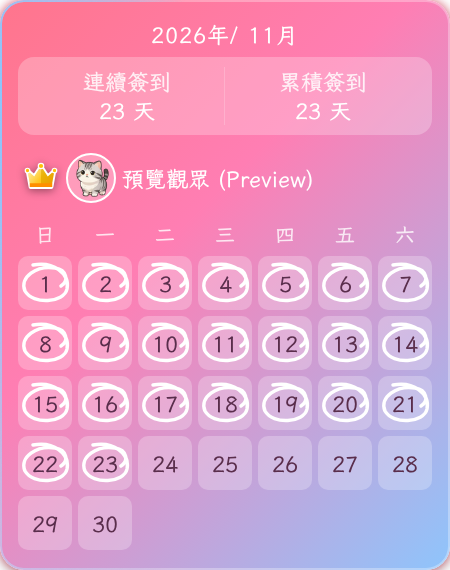 2026年/ 11月
連續簽到 累積簽到
23 天 23 天
預覽觀眾 (Preview)
日 一 二 三 四 五 六
1 2 3 4 5 6 7
8 9 10 11 12 13 14
15 16 17 18 19 20 21
22 23 24 25 26 27 28
29 30